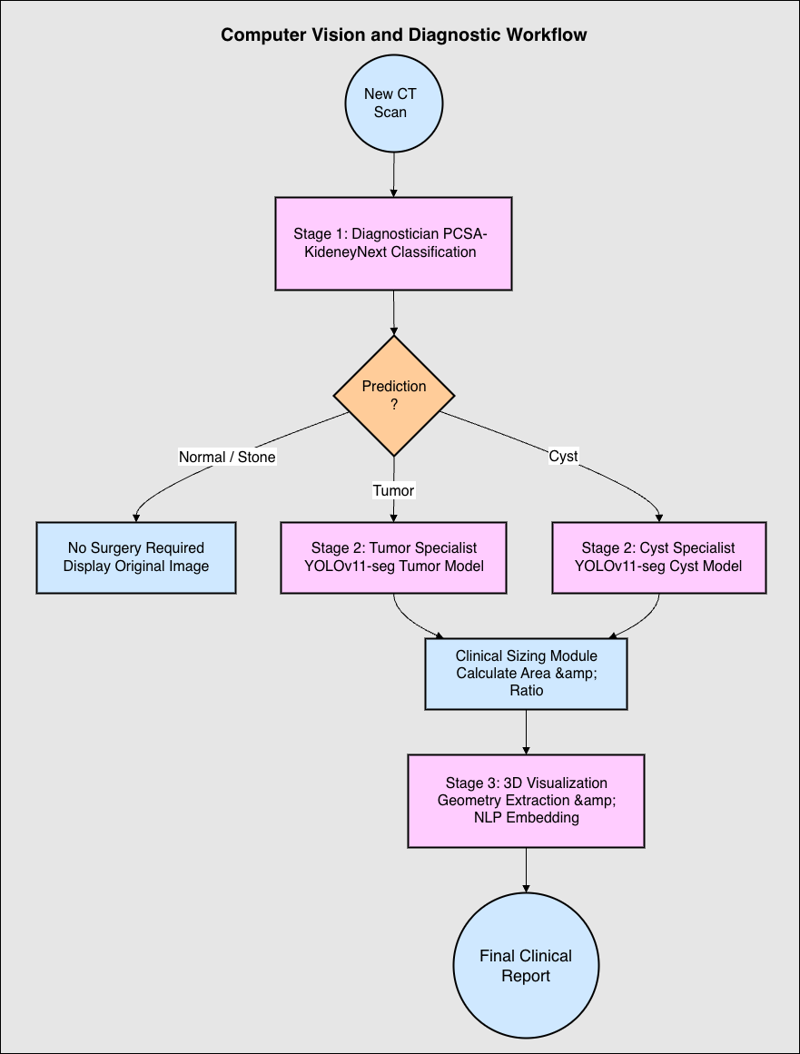 Computer Vision and Diagnostic Workflow
New CT
Scan
Stage 1: Diagnostician PCSA-
KideneyNext Classification
Prediction
?
Normal / Stone
Tumor
Cyst
No Surgery Required
Display Original Image
Stage 2: Tumor Specialist
YOLOv11-seg Tumor Model
Stage 2: Cyst Specialist
YOLOv11-seg Cyst Model
Clinical Sizing Module
Calculate Area &amp;
Ratio
Stage 3: 3D Visualization
Geometry Extraction &amp;
NLP Embedding
Final Clinical
Report